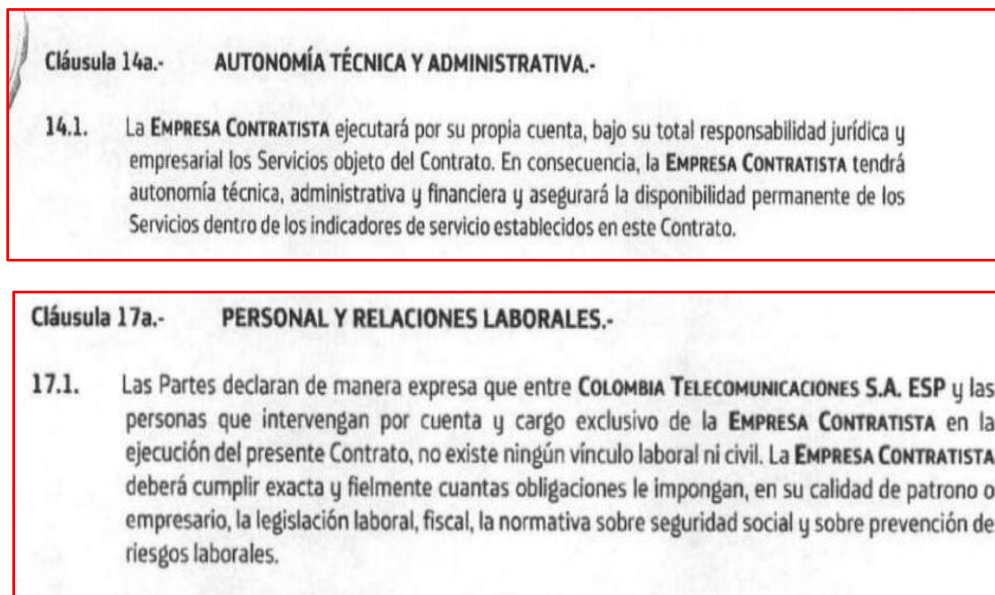 Cláusula 14a.- AUTONOMÍA TÉCNICA Y ADMINISTRATIVA.-
14.1. La EMPRESA CONTRATISTA ejecutará por su propia cuenta, bajo su total responsabilidad jurídica y
empresarial los Servicios objeto del Contrato. En consecuencia, la EMPRESA CONTRATISTA tendrá
autonomía técnica, administrativa y financiera y asegurará la disponibilidad permanente de los
Servicios dentro de los indicadores de servicio establecidos en este Contrato.
Cláusula 17a.- PERSONAL Y RELACIONES LABORALES.-
17.1. Las Partes declaran de manera expresa que entre COLOMBIA TELECOMUNICACIONES S.A. ESP y las
personas que intervengan por cuenta y cargo exclusivo de la EMPRESA CONTRATISTA en la
ejecución del presente Contrato, no existe ningún vínculo laboral ni civil. La EMPRESA CONTRATISTA
deberá cumplir exacta y fielmente cuantas obligaciones le impongan, en su calidad de patrono o
empresario, la legislación laboral, fiscal, la normativa sobre seguridad social y sobre prevención de
riesgos laborales.